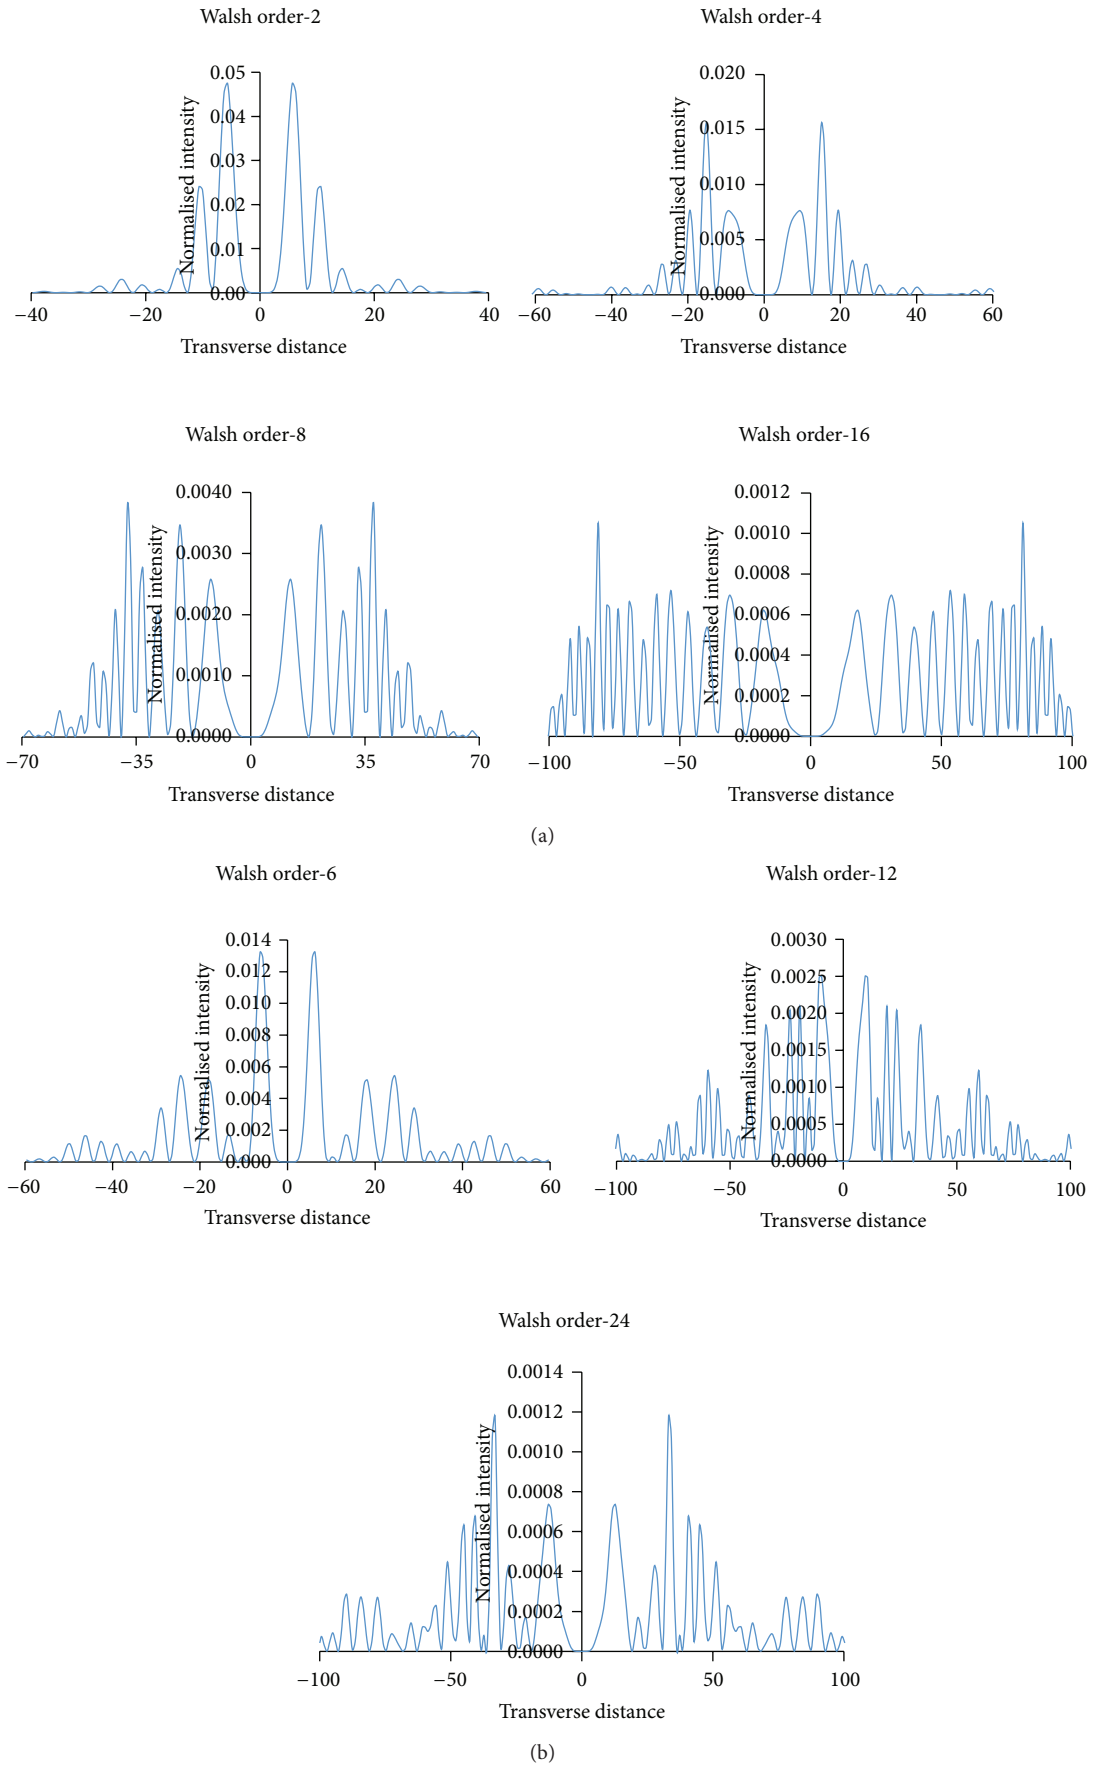 Walsh order-2
Normalised intensity
0.05
0.04
0.03
0.02
0.01
0.00
−40 −20 0 20 40
Transverse distance
Walsh order-4
Normalised intensity
0.020
0.015
0.010
0.005
0.000
−60 −40 −20 0 20 40 60
Transverse distance
Walsh order-8
Normalised intensity
0.0040
0.0030
0.0020
0.0010
0.0000
−70 −35 0 35 70
Transverse distance
Walsh order-16
Normalised intensity
0.0012
0.0010
0.0008
0.0006
0.0004
0.0002
0.0000
−100 −50 0 50 100
Transverse distance
(a)
Walsh order-6
Normalised intensity
0.014
0.012
0.010
0.008
0.006
0.004
0.002
0.000
−60 −40 −20 0 20 40 60
Transverse distance
Walsh order-12
Normalised intensity
0.0030
0.0025
0.0020
0.0015
0.0010
0.0005
0.0000
−100 −50 0 50 100
Transverse distance
Walsh order-24
Normalised intensity
0.0014
0.0012
0.0010
0.0008
0.0006
0.0004
0.0002
0.0000
−100 −50 0 50 100
Transverse distance
(b)